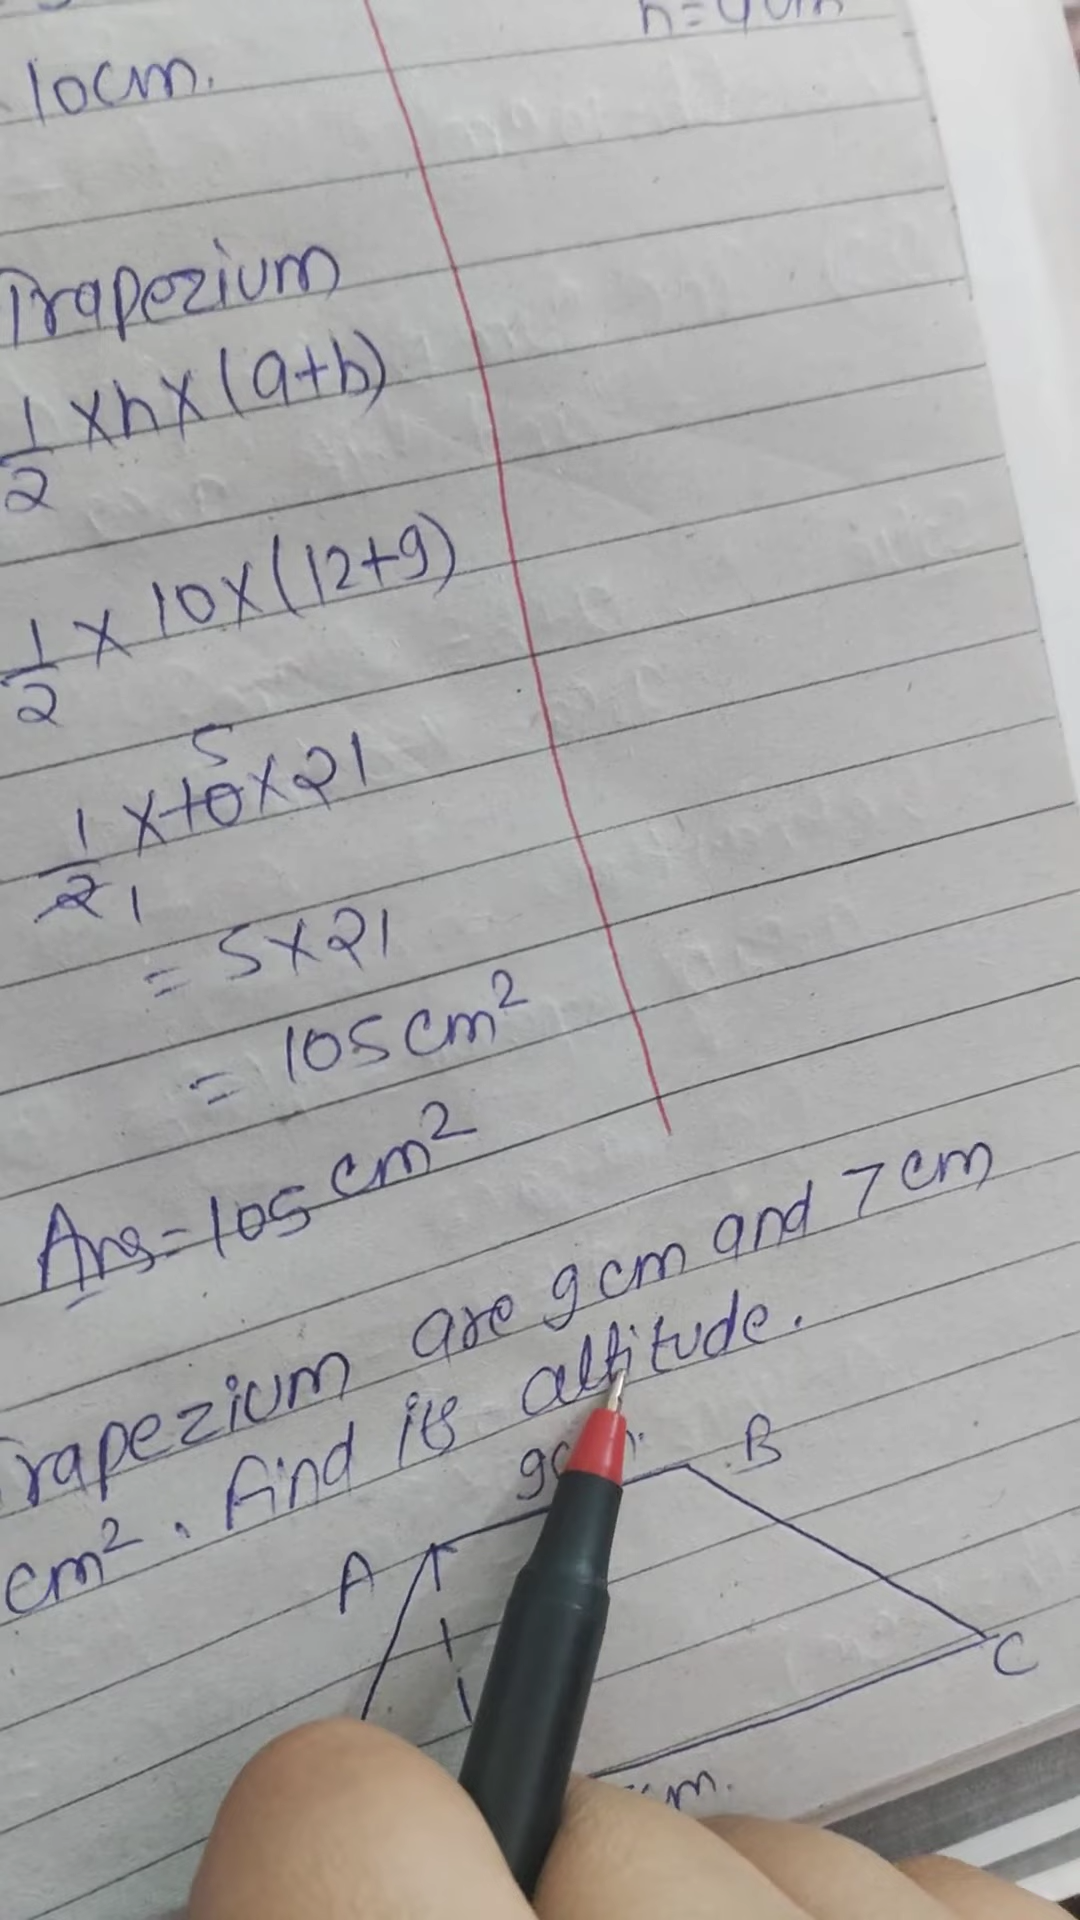 10cm.
Trapezium
1/2 × h × (a+b)
1/2 × 10 × (12+9)
5
1/2 × 10 × 21
1
= 5 × 21
= 105 cm²
Ans = 105 cm²
rapezium are 9 cm and 7 cm
cm². Find its altitude.
B
A
C